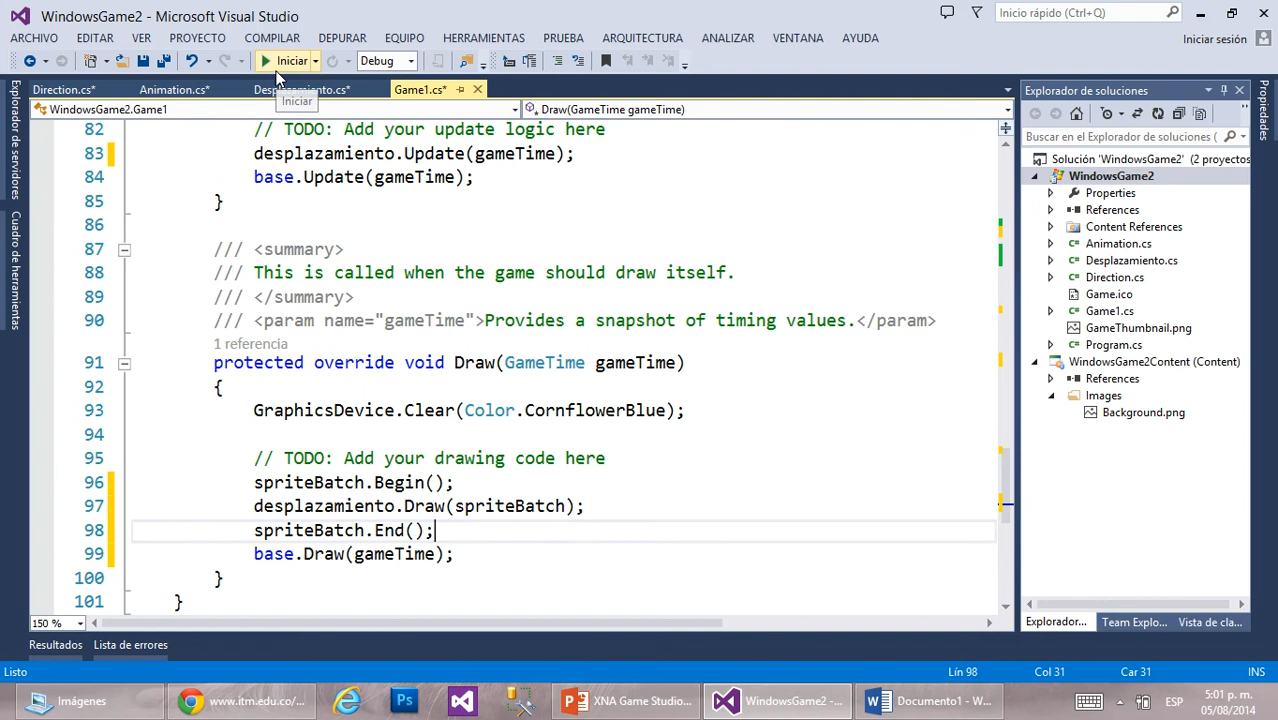 WindowsGame2 - Microsoft Visual Studio
Inicio rápido (Ctrl+Q)
ARCHIVO EDITAR VER PROYECTO COMPILAR DEPURAR EQUIPO HERRAMIENTAS PRUEBA ARQUITECTURA ANALIZAR VENTANA AYUDA
Iniciar sesión
Iniciar Debug
Direction.cs* Animation.cs* Desplazamiento.cs* Game1.cs*
Iniciar
WindowsGame2.Game1 Draw(GameTime gameTime)
82 // TODO: Add your update logic here
83 desplazamiento.Update(gameTime);
84 base.Update(gameTime);
85 }
86
87 /// <summary>
88 /// This is called when the game should draw itself.
89 /// </summary>
90 /// <param name="gameTime">Provides a snapshot of timing values.</param>
1 referencia
91 protected override void Draw(GameTime gameTime)
92 {
93 GraphicsDevice.Clear(Color.CornflowerBlue);
94
95 // TODO: Add your drawing code here
96 spriteBatch.Begin();
97 desplazamiento.Draw(spriteBatch);
98 spriteBatch.End();
99 base.Draw(gameTime);
100 }
101 }
150 %
Explorador de servidores
Cuadro de herramientas
Explorador de soluciones
Buscar en el Explorador de soluciones (
Solución 'WindowsGame2' (2 proyectos
WindowsGame2
Properties
References
Content References
Animation.cs
Desplazamiento.cs
Direction.cs
Game.ico
Game1.cs
GameThumbnail.png
Program.cs
WindowsGame2Content (Content)
References
Images
Background.png
Explorador... Team Explo... Vista de cla...
Propiedades
Resultados Lista de errores
Listo Lín 98 Col 31 Car 31 INS
Imágenes www.itm.edu.co/... Ps XNA Game Studio... WindowsGame2 -... Documento1 - W... ESP
5:01 p. m.
05/08/2014